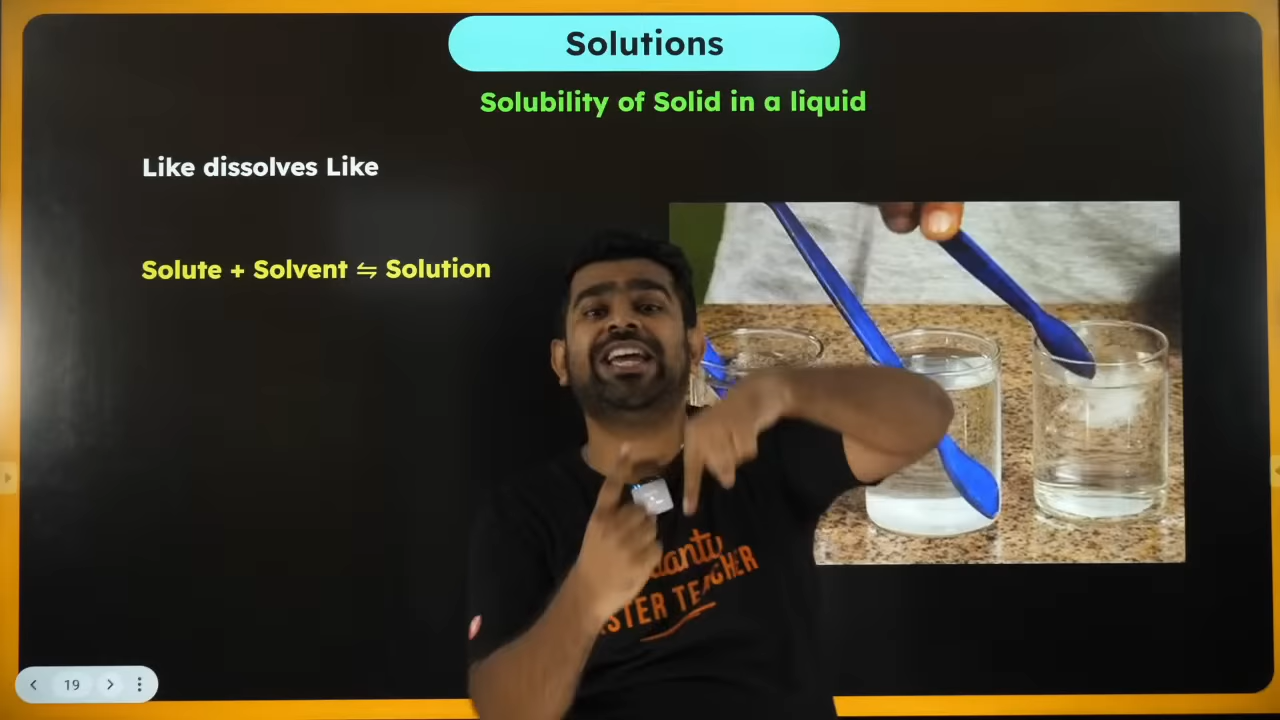 Solutions
Solubility of Solid in a liquid
Like dissolves Like
Solute + Solvent ⇋ Solution
19